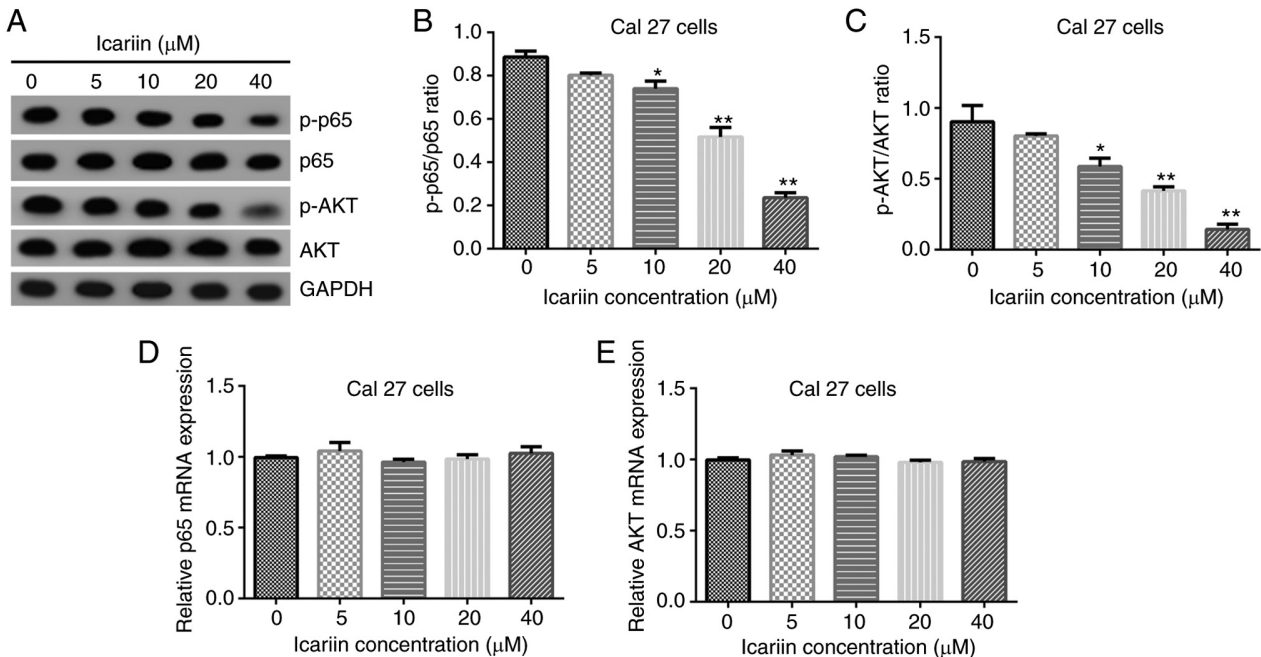 A
Icariin (μM)
0 5 10 20 40
p-p65
p65
p-AKT
AKT
GAPDH
B
Cal 27 cells
p-p65/p65 ratio
1.0
0.8
0.6
0.4
0.2
0.0
*
**
**
0 5 10 20 40
Icariin concentration (μM)
C
Cal 27 cells
p-AKT/AKT ratio
1.5
1.0
0.5
0.0
*
**
**
0 5 10 20 40
Icariin concentration (μM)
D
Cal 27 cells
Relative p65 mRNA expression
1.5
1.0
0.5
0.0
0 5 10 20 40
Icariin concentration (μM)
E
Cal 27 cells
Relative AKT mRNA expression
1.5
1.0
0.5
0.0
0 5 10 20 40
Icariin concentration (μM)